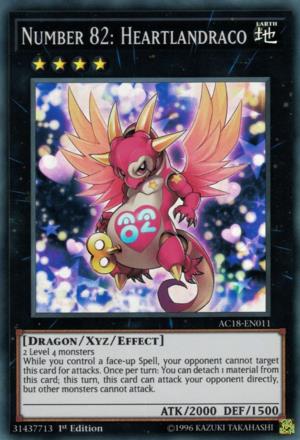 NUMBER 82: HEARTLANDRACO
EARTH
地
82
8
AC18-EN011
[DRAGON/XYZ/EFFECT]
2 Level 4 monsters
While you control a face-up Spell, your opponent cannot target
this card for attacks. Once per turn: You can detach 1 material from
this card; this turn, this card can attack your opponent directly,
but other monsters cannot attack.
ATK/2000 DEF/1500
31437713 1st Edition ©1996 KAZUKI TAKAHASHI